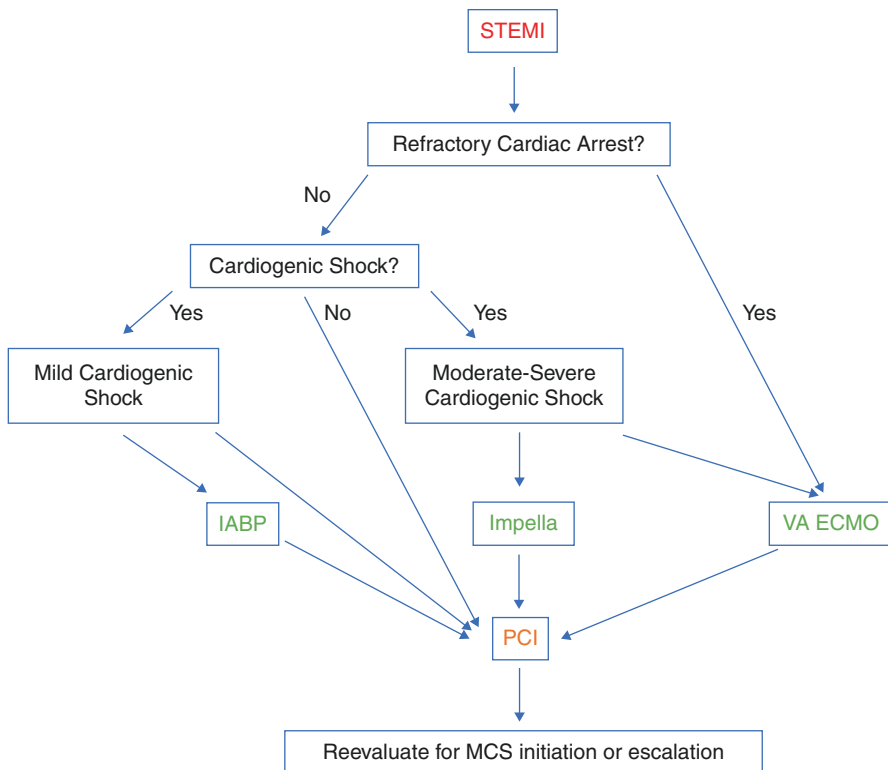 STEMI
Refractory Cardiac Arrest?
No
Cardiogenic Shock?
Yes
No
Yes
Yes
Mild Cardiogenic
Shock
Moderate-Severe
Cardiogenic Shock
IABP
Impella
VA ECMO
PCI
Reevaluate for MCS initiation or escalation